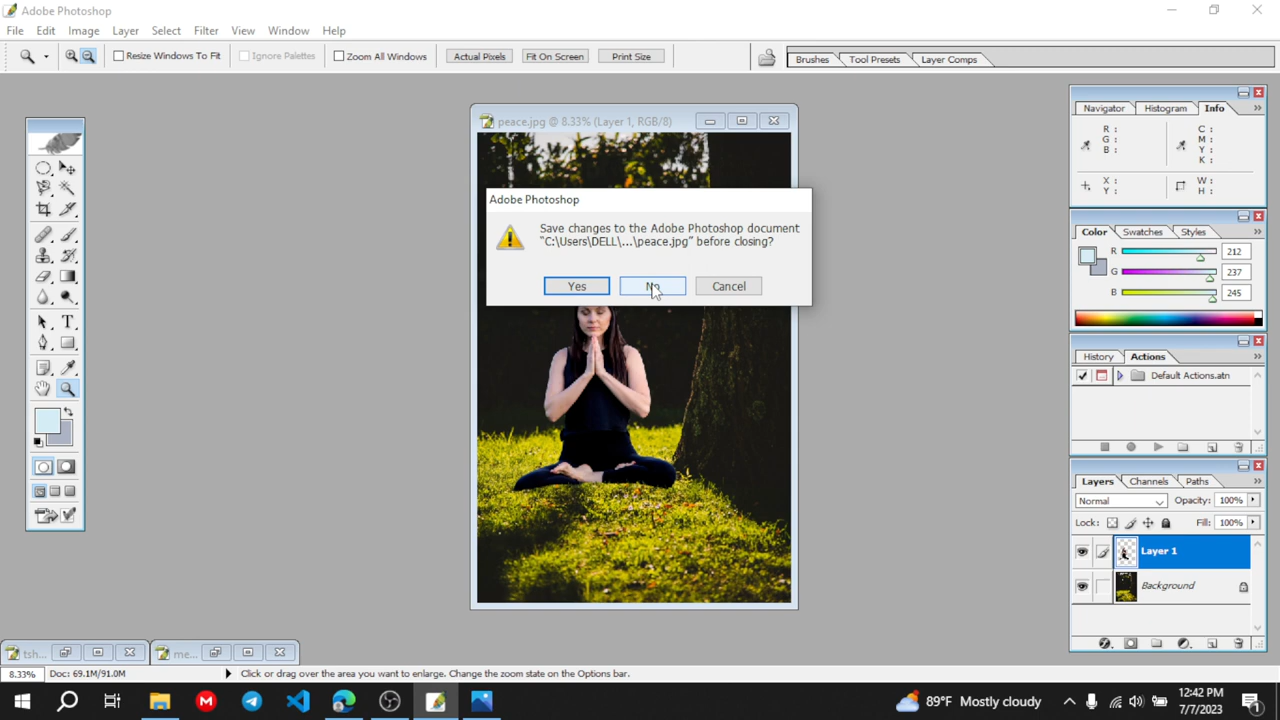 Adobe Photoshop
File Edit Image Layer Select Filter View Window Help
Resize Windows To Fit Ignore Palettes Zoom All Windows Actual Pixels Fit On Screen Print Size Brushes Tool Presets Layer Comps
peace.jpg @ 8.33% (Layer 1, RGB/8)
Adobe Photoshop
Save changes to the Adobe Photoshop document
"C:\Users\DELL\...\peace.jpg" before closing?
Yes No Cancel
Navigator Histogram Info
R : C :
G : M :
B : Y :
K :
X : W :
Y : H :
Color Swatches Styles
R 212
G 237
B 245
History Actions
Default Actions.atn
Layers Channels Paths
Normal Opacity: 100%
Lock: Fill: 100%
Layer 1
Background
tsh... me...
8.33% Doc: 69.1M/91.0M Click or drag over the area you want to enlarge. Change the zoom state on the Options bar.
89°F Mostly cloudy
12:42 PM
7/7/2023
1